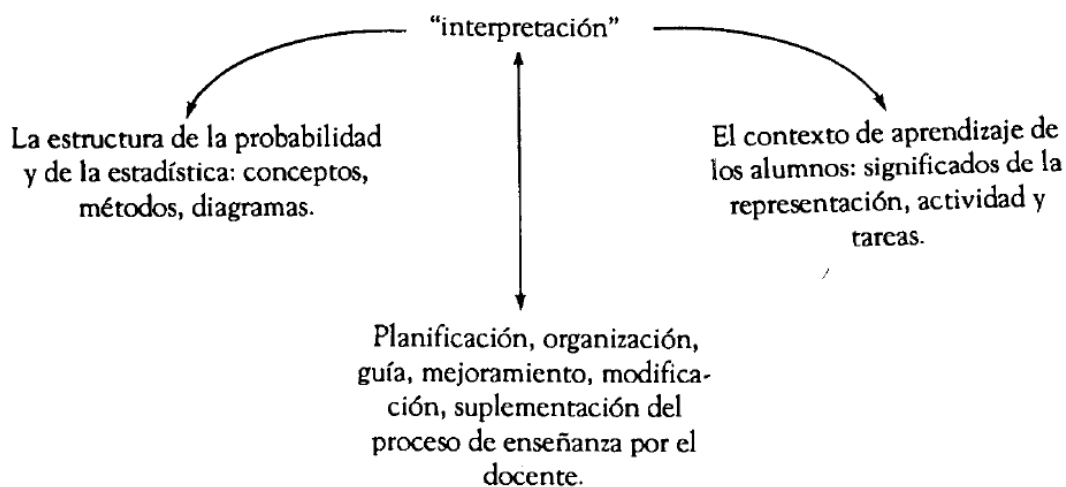 “interpretación”
La estructura de la probabilidad
y de la estadística: conceptos,
métodos, diagramas.
El contexto de aprendizaje de
los alumnos: significados de la
representación, actividad y
tareas.
Planificación, organización,
guía, mejoramiento, modifica-
ción, suplementación del
proceso de enseñanza por el
docente.